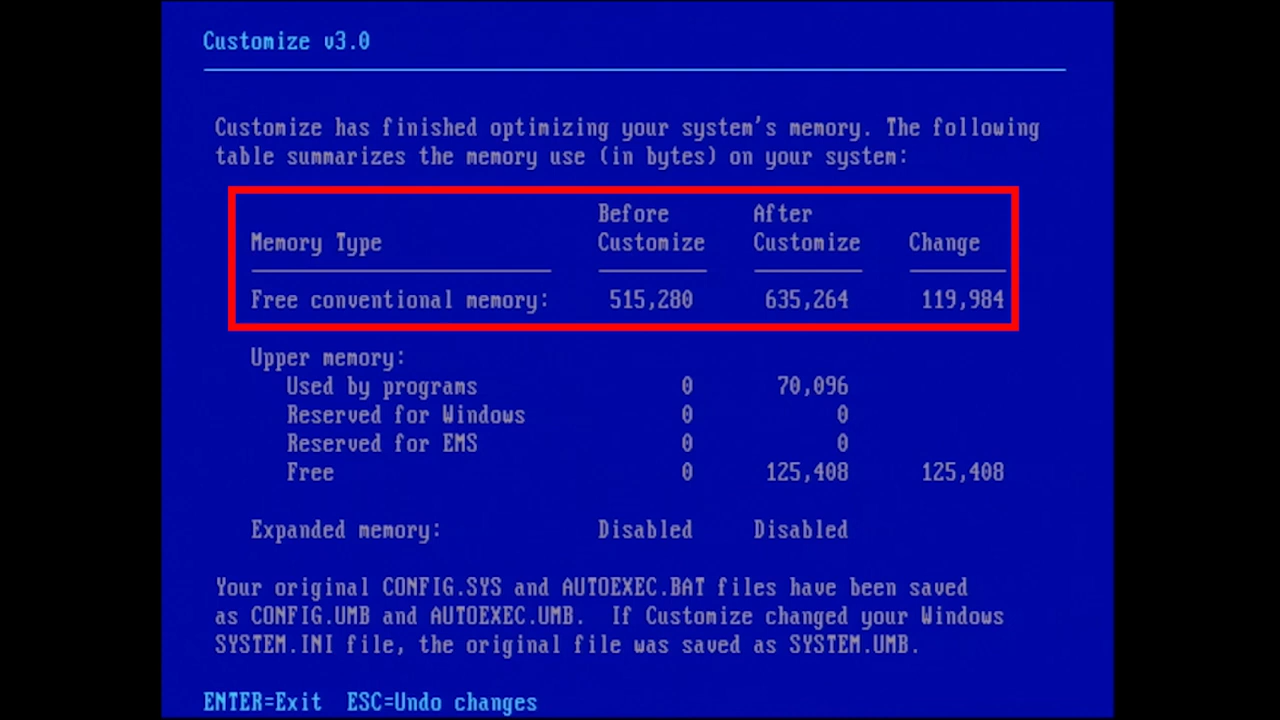 Customize v3.0
Customize has finished optimizing your system's memory. The following
table summarizes the memory use (in bytes) on your system:
Before After
Memory Type Customize Customize Change
Free conventional memory: 515,280 635,264 119,984
Upper memory:
Used by programs 0 70,096
Reserved for Windows 0 0
Reserved for EMS 0 0
Free 0 125,408 125,408
Expanded memory: Disabled Disabled
Your original CONFIG.SYS and AUTOEXEC.BAT files have been saved
as CONFIG.UMB and AUTOEXEC.UMB. If Customize changed your Windows
SYSTEM.INI file, the original file was saved as SYSTEM.UMB.
ENTER=Exit ESC=Undo changes